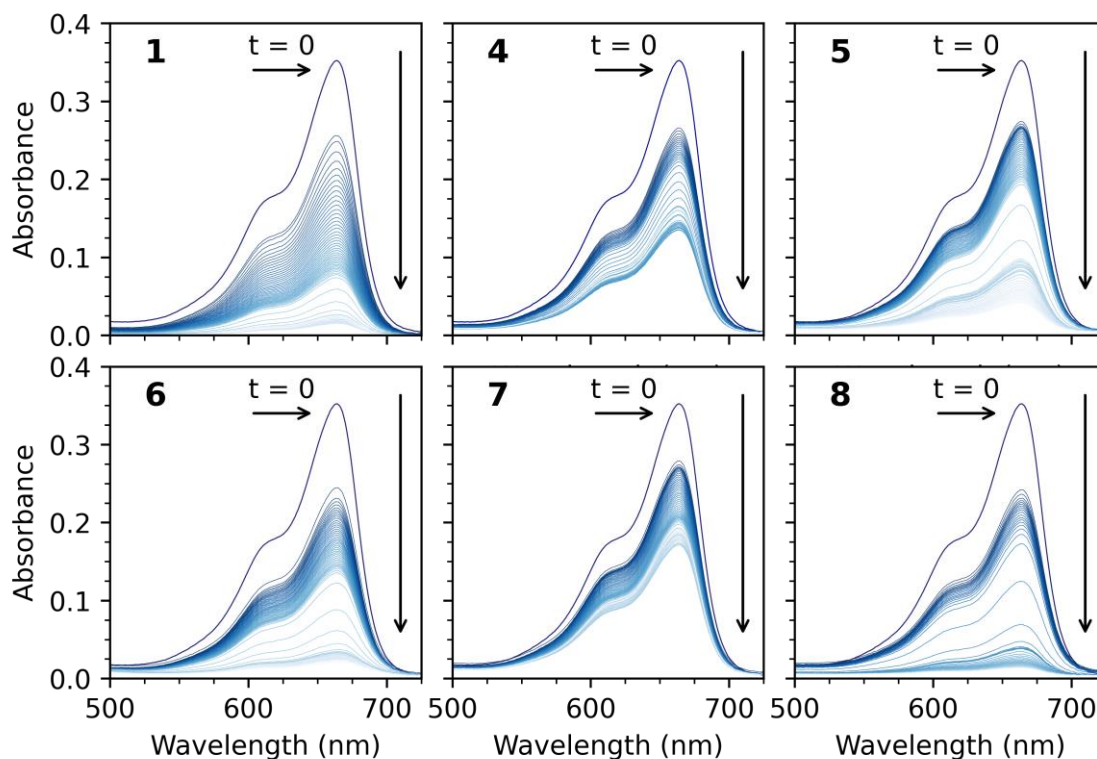 0.4
0.3
0.2
0.1
0.0
Absorbance
1
t = 0
4
t = 0
5
t = 0
0.4
0.3
0.2
0.1
0.0
Absorbance
6
t = 0
7
t = 0
8
t = 0
500 600 700
500 600 700
500 600 700
Wavelength (nm)
Wavelength (nm)
Wavelength (nm)